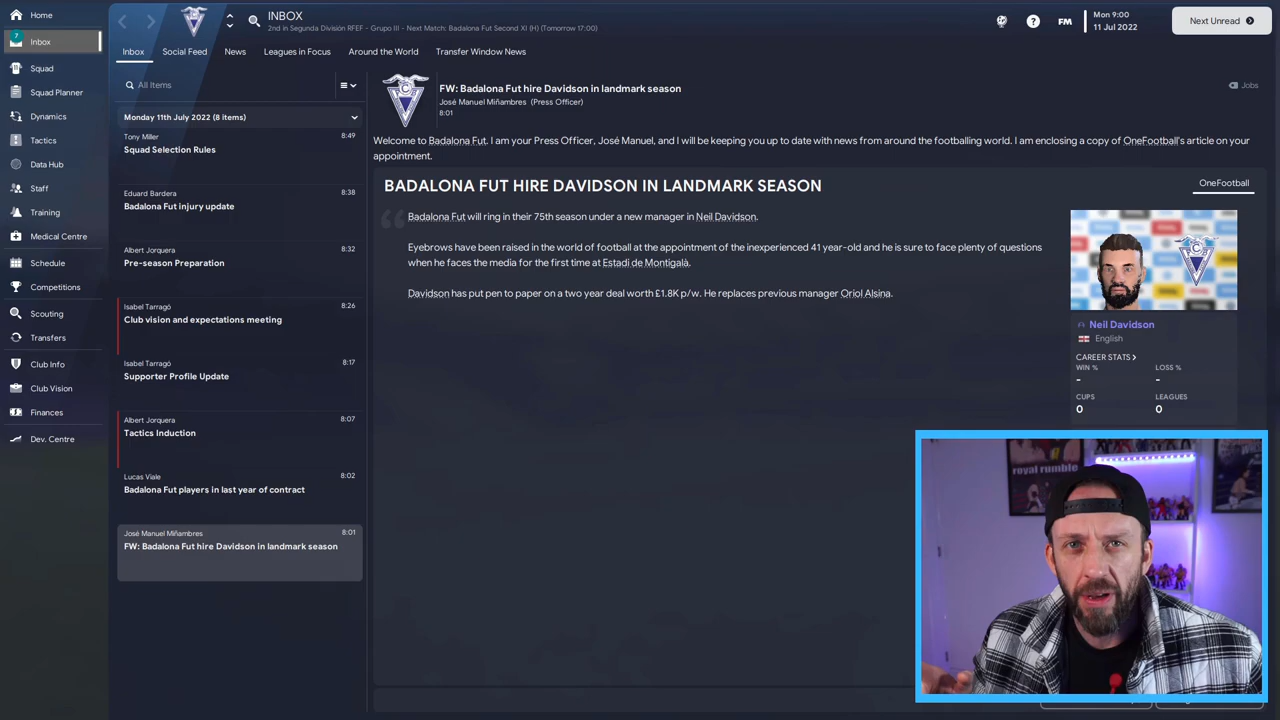 Home
7
Inbox
Squad
Squad Planner
Dynamics
Tactics
Data Hub
Staff
Training
Medical Centre
Schedule
Competitions
Scouting
Transfers
Club Info
Club Vision
Finances
Dev. Centre
INBOX
2nd in Segunda División RFEF - Grupo III - Next Match: Badalona Fut Second XI (H) (Tomorrow 17:00)
?
FM
Mon 9:00
11 Jul 2022
Next Unread
Inbox
Social Feed
News
Leagues in Focus
Around the World
Transfer Window News
All Items
Monday 11th July 2022 (8 items)
Tony Miller 8:49
Squad Selection Rules
Eduard Bardera 8:38
Badalona Fut injury update
Albert Jorquera 8:32
Pre-season Preparation
Isabel Tarragó 8:26
Club vision and expectations meeting
Isabel Tarragó 8:17
Supporter Profile Update
Albert Jorquera 8:07
Tactics Induction
Lucas Viale 8:02
Badalona Fut players in last year of contract
José Manuel Miñambres 8:01
FW: Badalona Fut hire Davidson in landmark season
FW: Badalona Fut hire Davidson in landmark season
José Manuel Miñambres (Press Officer)
8:01
Jobs
Welcome to Badalona Fut. I am your Press Officer, José Manuel, and I will be keeping you up to date with news from around the footballing world. I am enclosing a copy of OneFootball's article on your
appointment.
BADALONA FUT HIRE DAVIDSON IN LANDMARK SEASON
OneFootball
Badalona Fut will ring in their 75th season under a new manager in Neil Davidson.
Eyebrows have been raised in the world of football at the appointment of the inexperienced 41 year-old and he is sure to face plenty of questions
when he faces the media for the first time at Estadi de Montigalà.
Davidson has put pen to paper on a two year deal worth £1.8K p/w. He replaces previous manager Oriol Alsina.
Neil Davidson
English
CAREER STATS
WIN % LOSS %
- -
CUPS LEAGUES
0 0
royal rumble